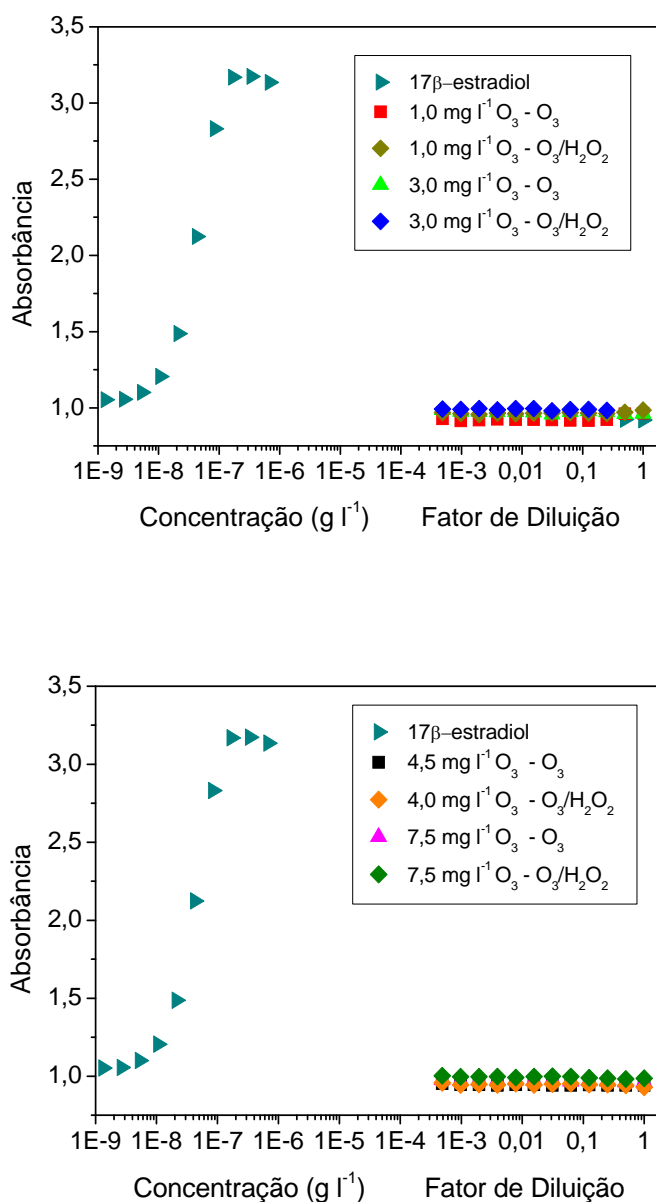 3,5
3,0
2,5
2,0
1,5
1,0
Absorbância
17β−estradiol
1,0 mg l⁻¹ O₃ - O₃
1,0 mg l⁻¹ O₃ - O₃/H₂O₂
3,0 mg l⁻¹ O₃ - O₃
3,0 mg l⁻¹ O₃ - O₃/H₂O₂
1E-9 1E-8 1E-7 1E-6 1E-5 1E-4 1E-3 0,01 0,1 1
Concentração (g l⁻¹) Fator de Diluição
3,5
3,0
2,5
2,0
1,5
1,0
Absorbância
17β−estradiol
4,5 mg l⁻¹ O₃ - O₃
4,0 mg l⁻¹ O₃ - O₃/H₂O₂
7,5 mg l⁻¹ O₃ - O₃
7,5 mg l⁻¹ O₃ - O₃/H₂O₂
1E-9 1E-8 1E-7 1E-6 1E-5 1E-4 1E-3 0,01 0,1 1
Concentração (g l⁻¹) Fator de Diluição